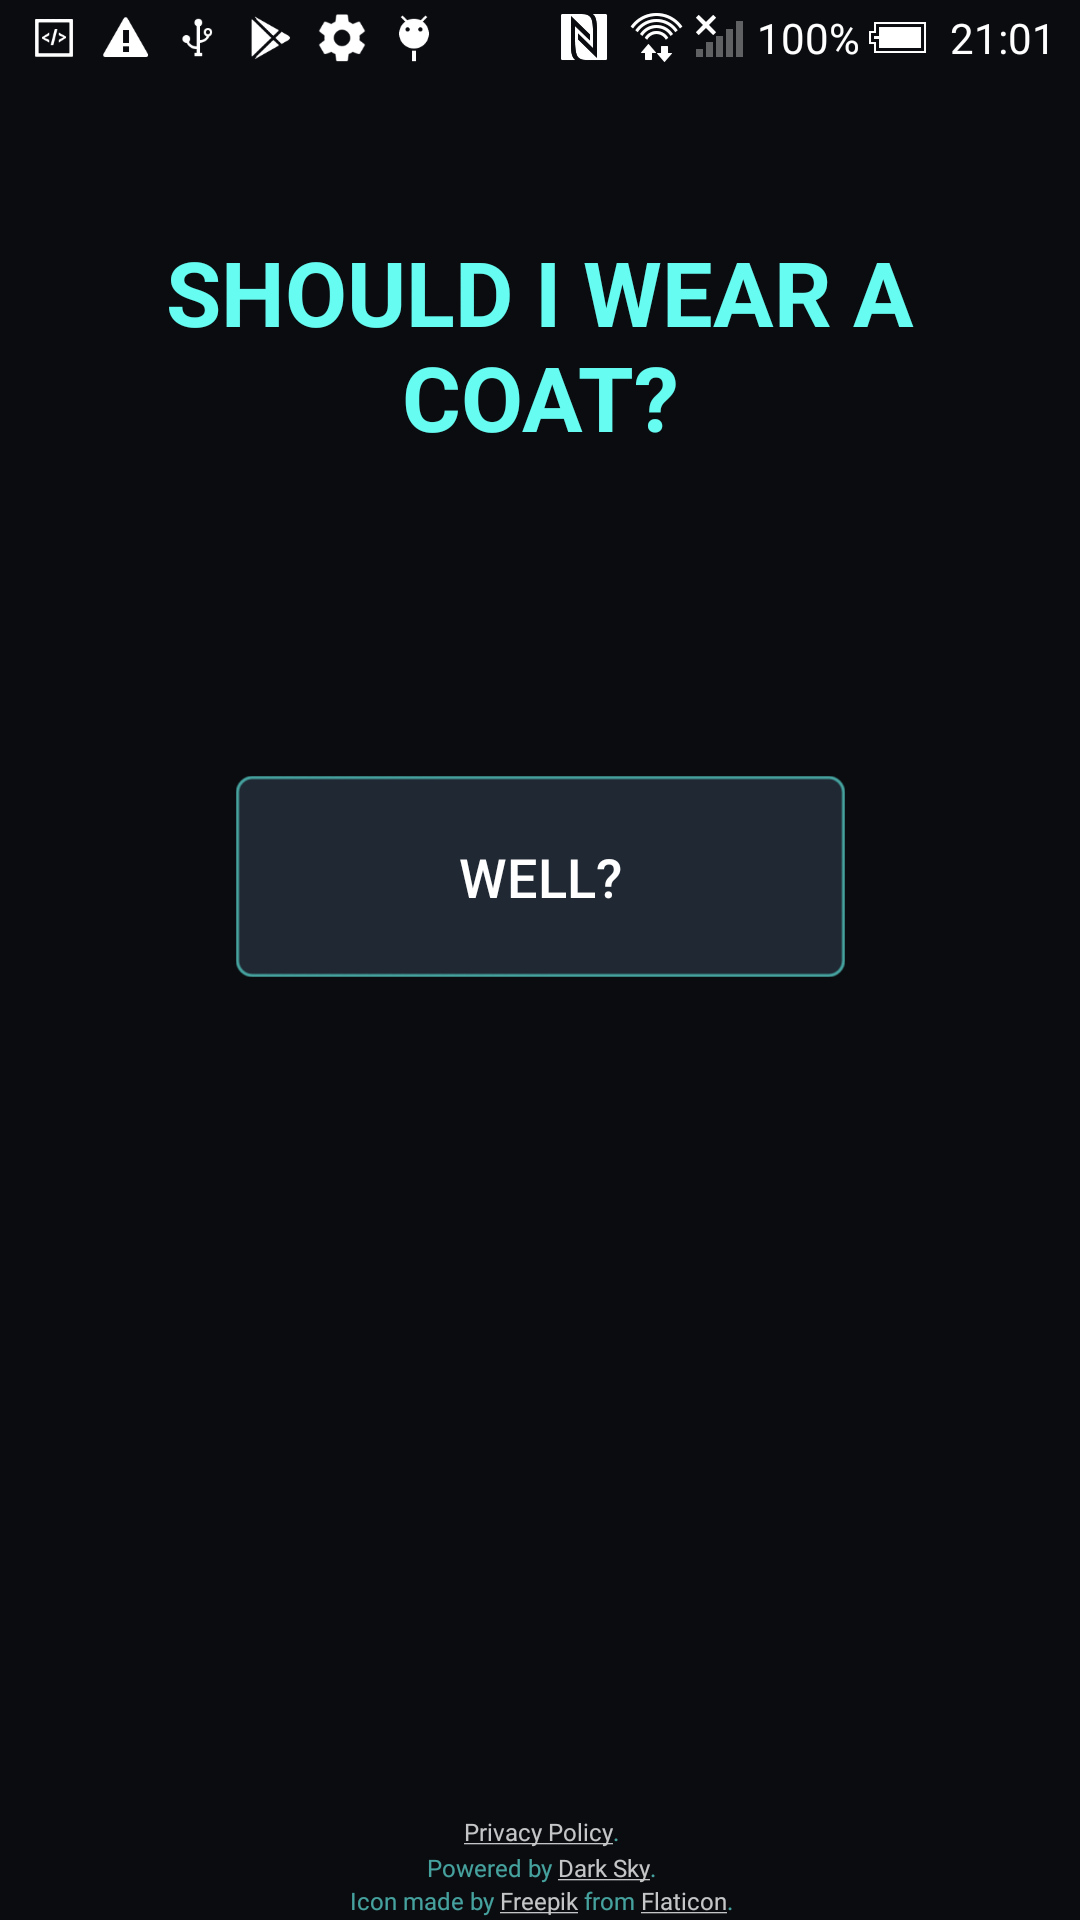 100% 21:01
SHOULD I WEAR A
COAT?
WELL?
Privacy Policy.
Powered by Dark Sky.
Icon made by Freepik from Flaticon.